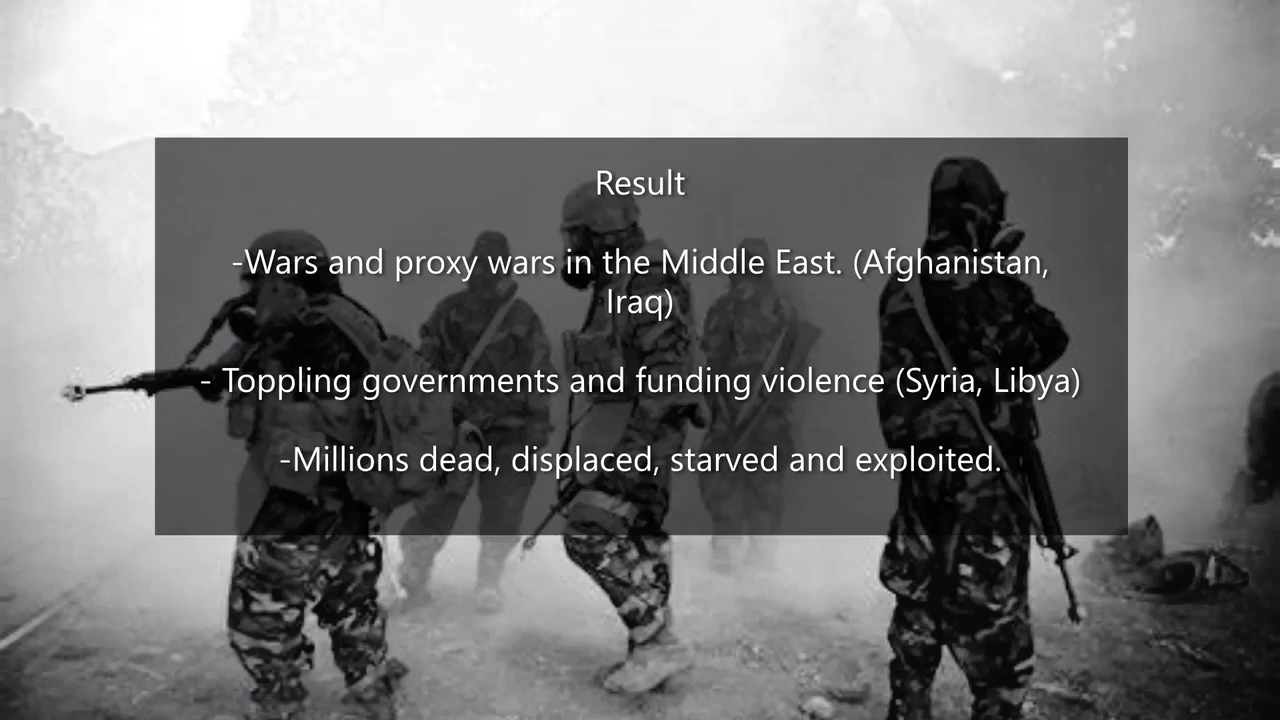 Result
-Wars and proxy wars in the Middle East. (Afghanistan,
Iraq)
- Toppling governments and funding violence (Syria, Libya)
-Millions dead, displaced, starved and exploited.